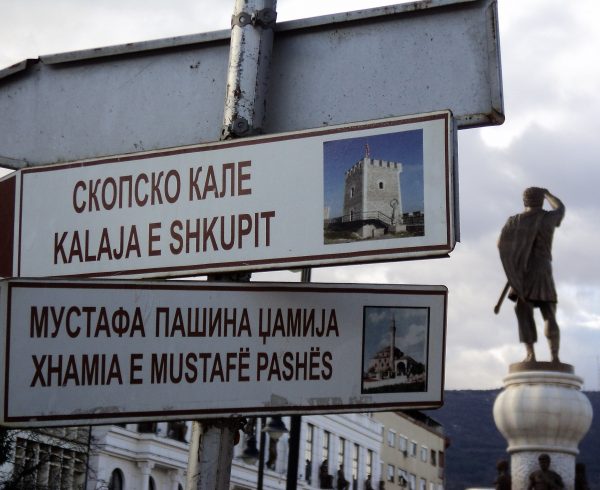 СКОПСКО КАЛЕ
KALAJA E SHKUPIT
МУСТАФА ПАШИНА ЏАМИЈА
XHAMIA E MUSTAFË PASHËS